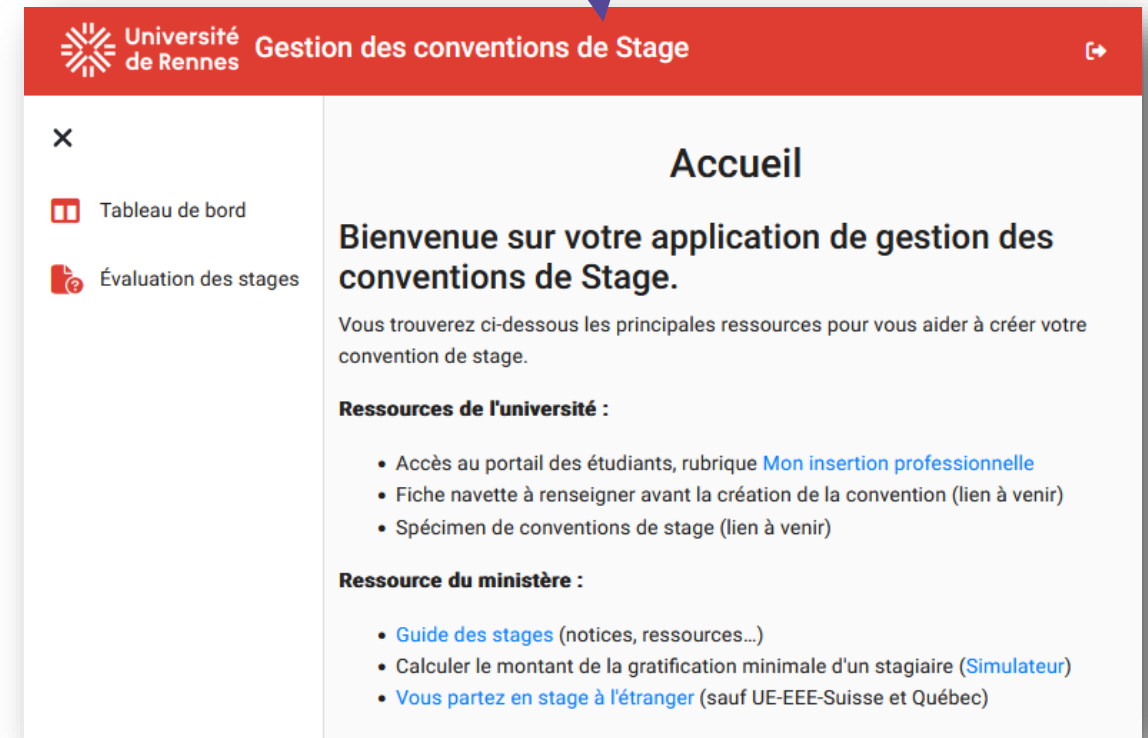 Université
de Rennes
Gestion des conventions de Stage
Tableau de bord
Évaluation des stages
Accueil
Bienvenue sur votre application de gestion des
conventions de Stage.
Vous trouverez ci-dessous les principales ressources pour vous aider à créer votre
convention de stage.
Ressources de l'université :
• Accès au portail des étudiants, rubrique Mon insertion professionnelle
• Fiche navette à renseigner avant la création de la convention (lien à venir)
• Spécimen de conventions de stage (lien à venir)
Ressource du ministère :
• Guide des stages (notices, ressources...)
• Calculer le montant de la gratification minimale d'un stagiaire (Simulateur)
• Vous partez en stage à l'étranger (sauf UE-EEE-Suisse et Québec)